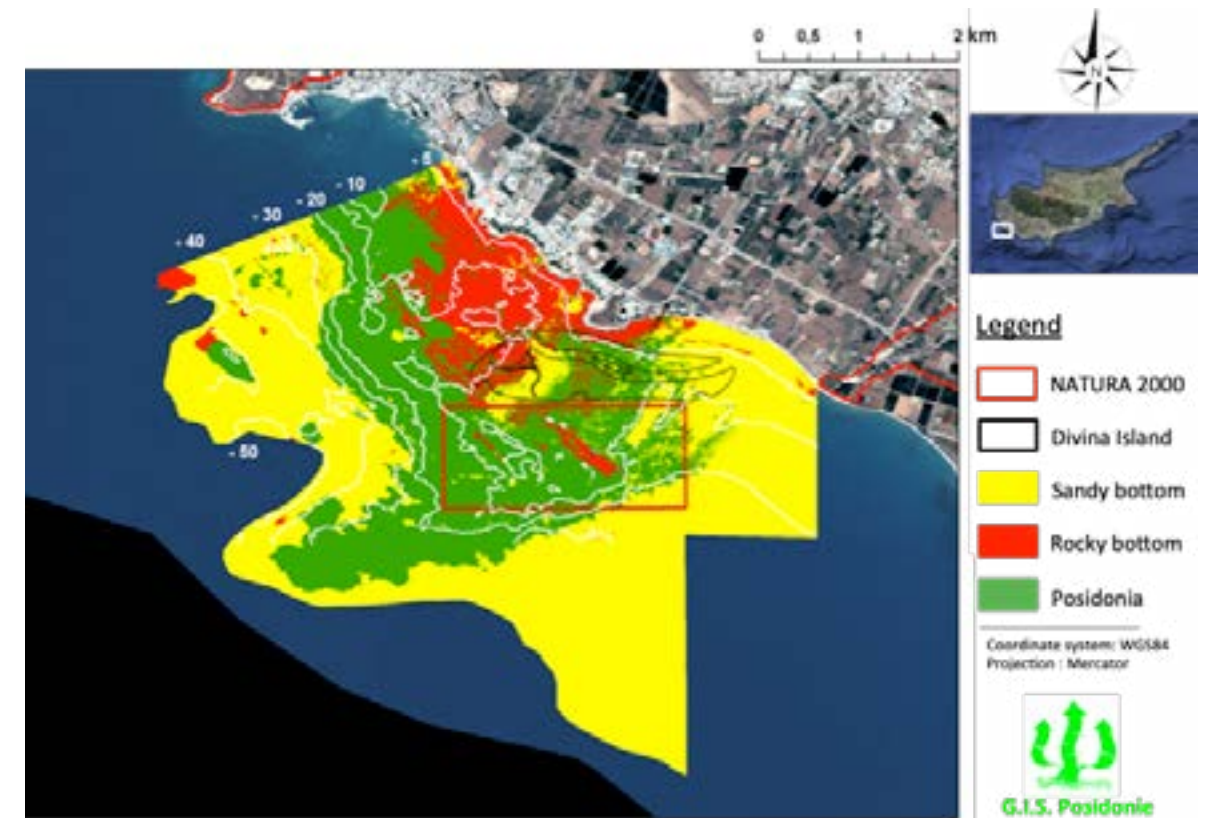 0 0,5 1 2 km
N
- 5
- 10
- 20
- 30
- 40
- 50
Legend
NATURA 2000
Divina Island
Sandy bottom
Rocky bottom
Posidonia
Coordinate system: WGS84
Projection : Mercator
G.I.S. Posidonie